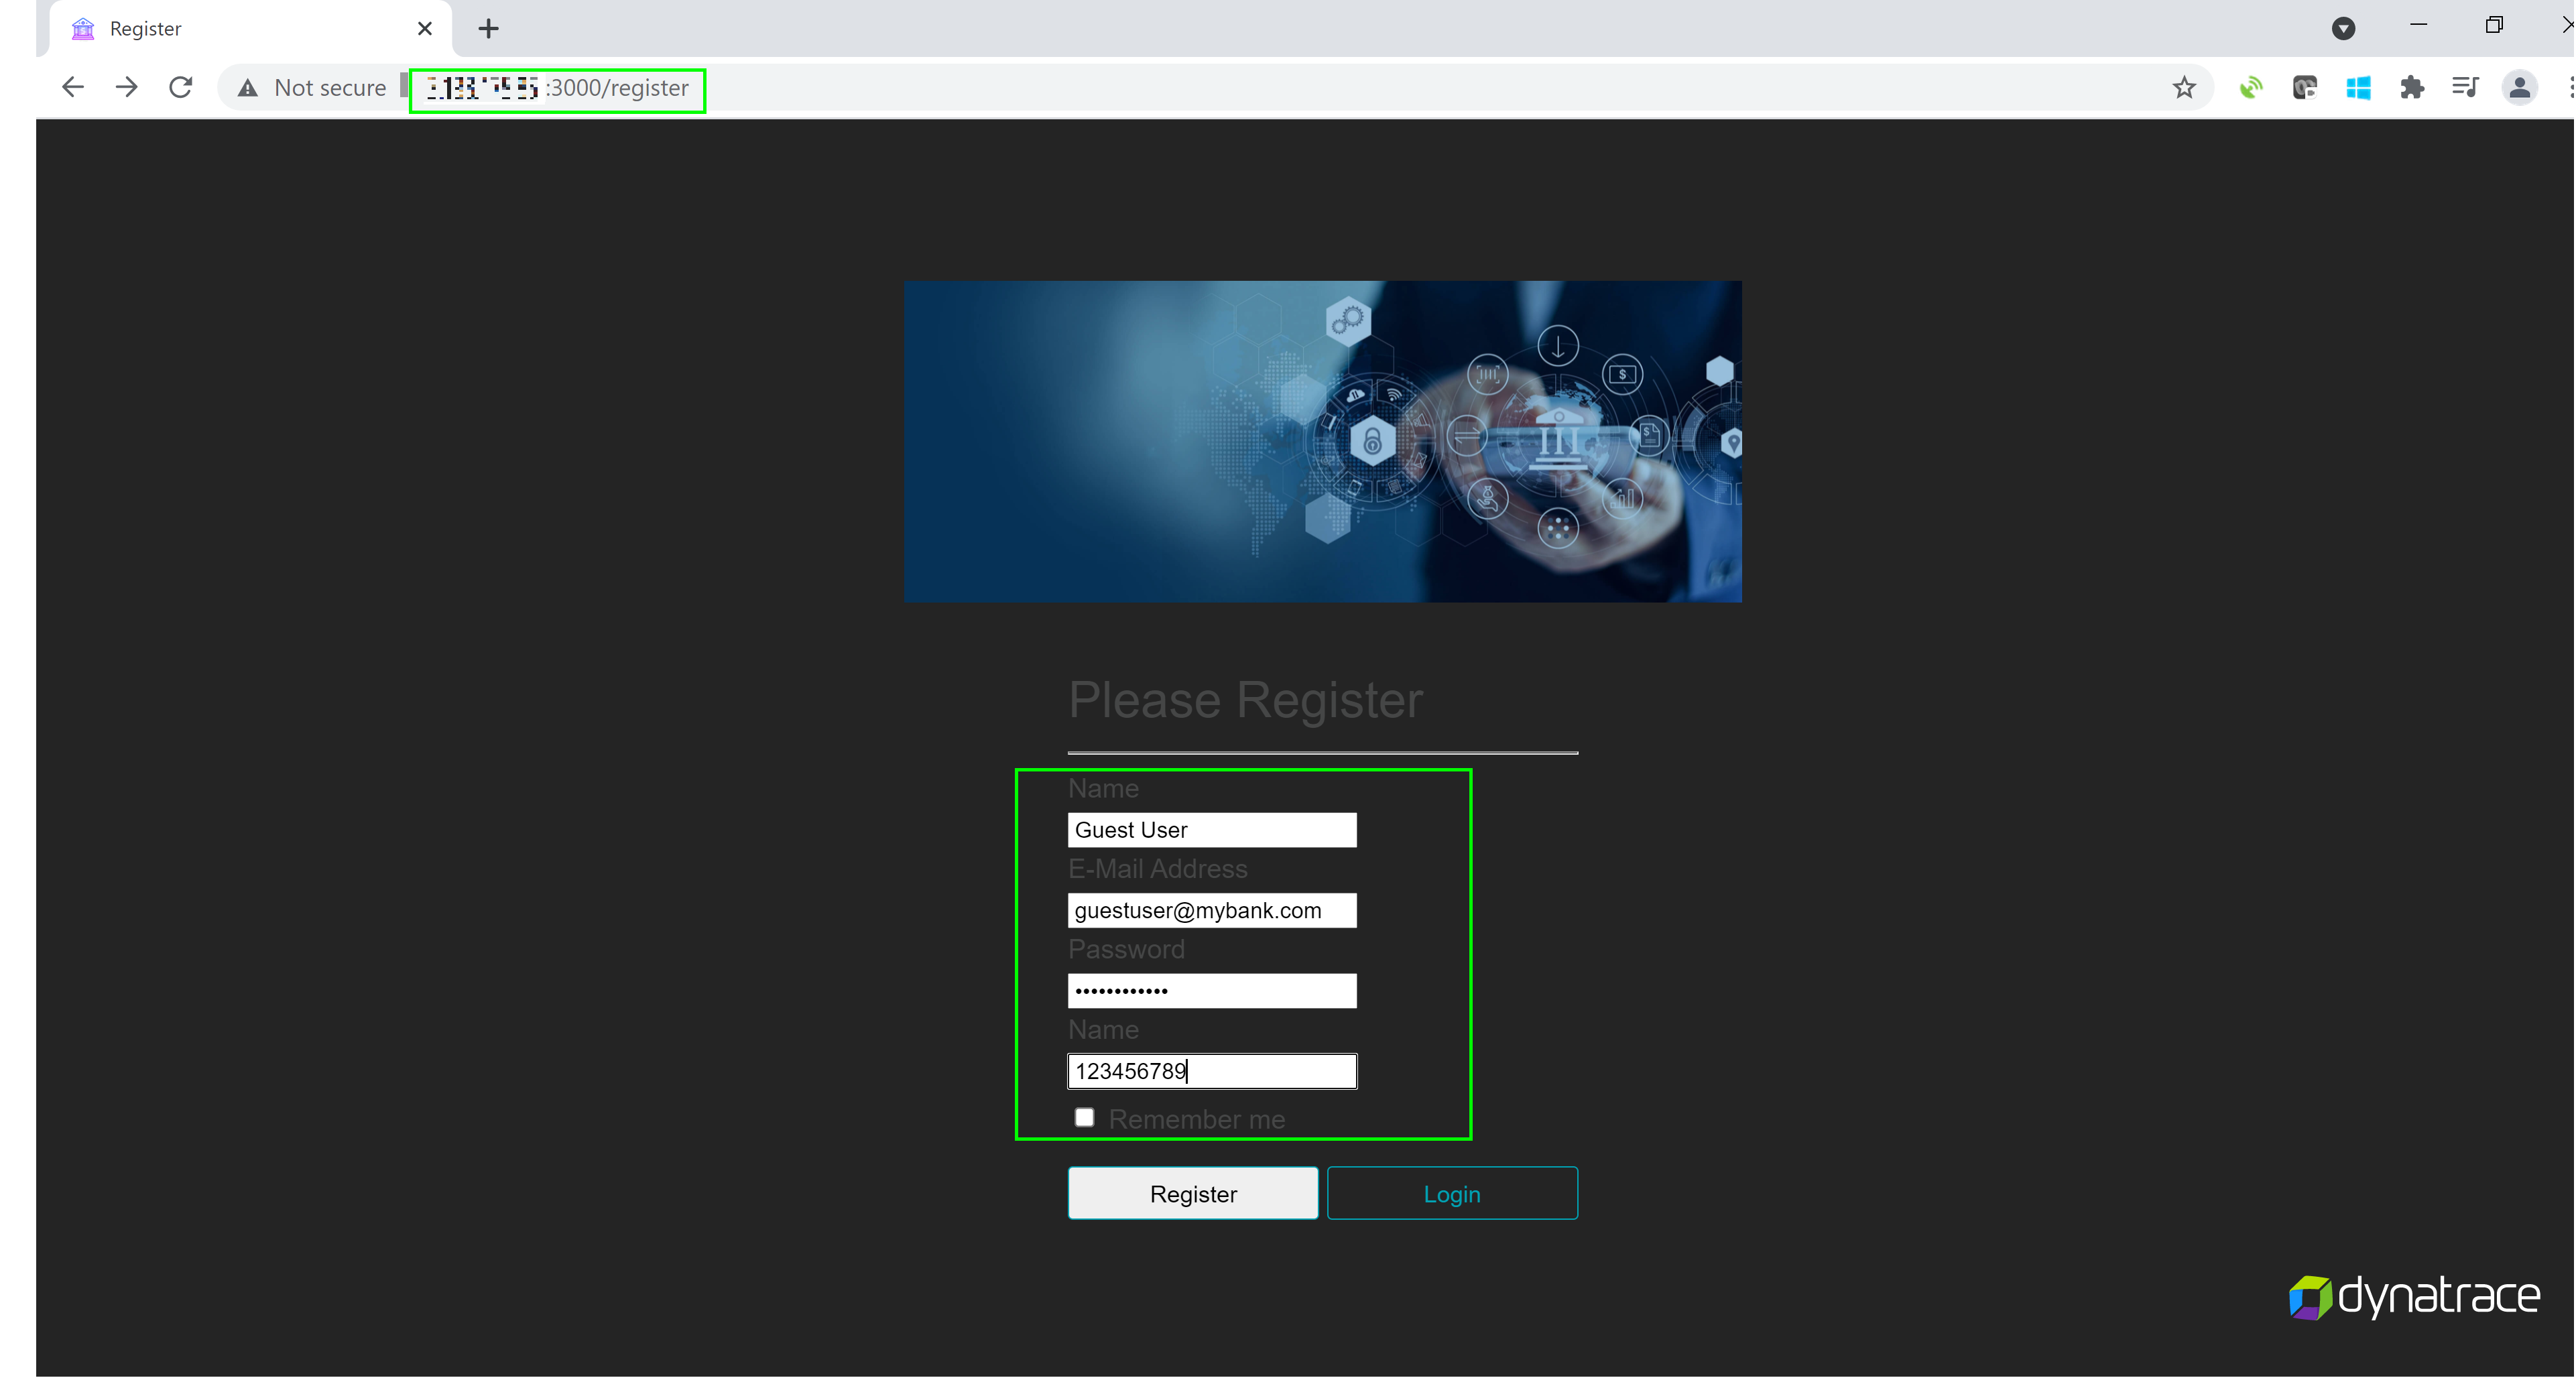 Register
Not secure :3000/register
Please Register
Name
Guest User
E-Mail Address
guestuser@mybank.com
Password
••••••••••••
Name
123456789
Remember me
Register Login
dynatrace